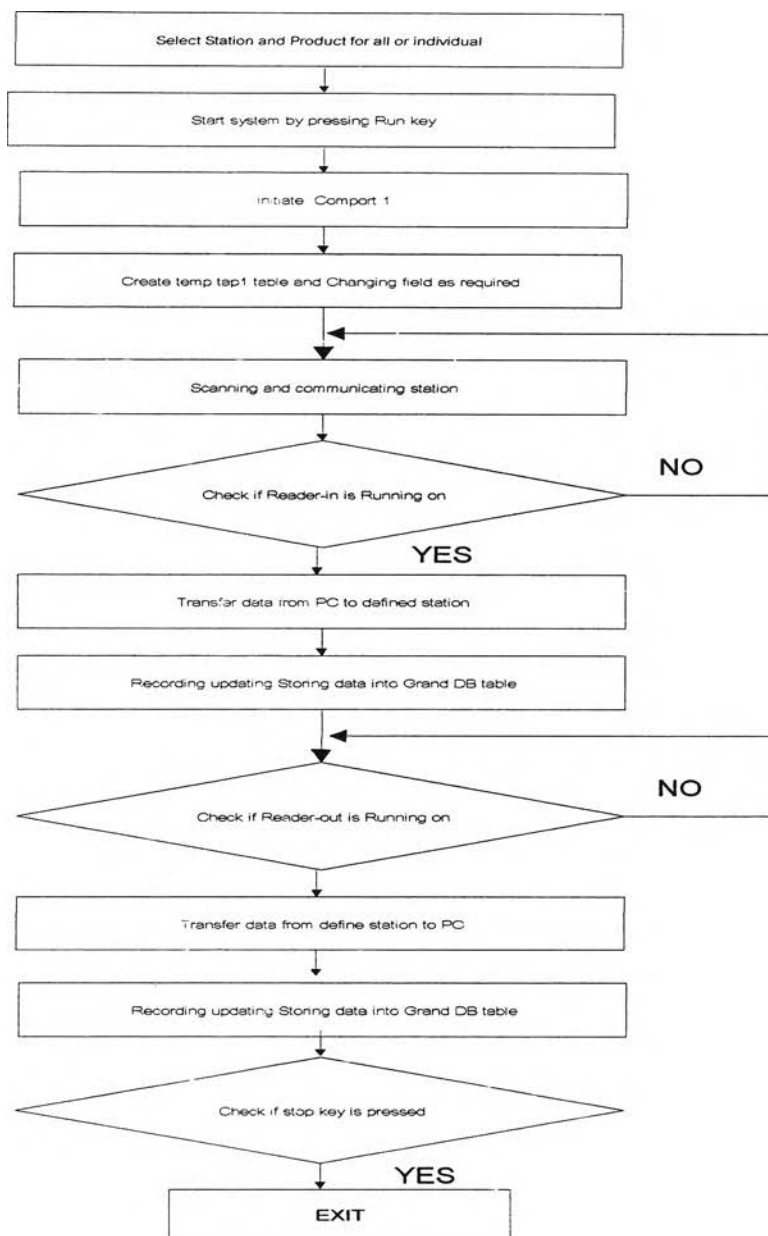 Select Station and Product for all or individual
Start system by pressing Run key
Initiate Comport 1
Create temp tap1 table and Changing field as required
Scanning and communicating station
Check if Reader-in is Running on
NO
YES
Transfer data from PC to defined station
Recording updating Storing data into Grand DB table
Check if Reader-out is Running on
NO
Transfer data from define station to PC
Recording updating Storing data into Grand DB table
Check if stop key is pressed
YES
EXIT